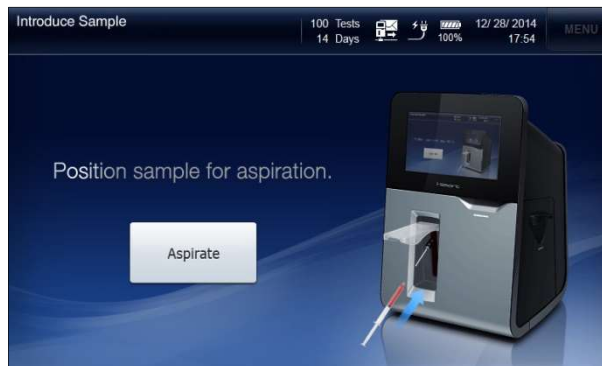 Introduce Sample
100 Tests
14 Days
100%
12/ 28/ 2014
17:54
MENU
Position sample for aspiration.
Aspirate